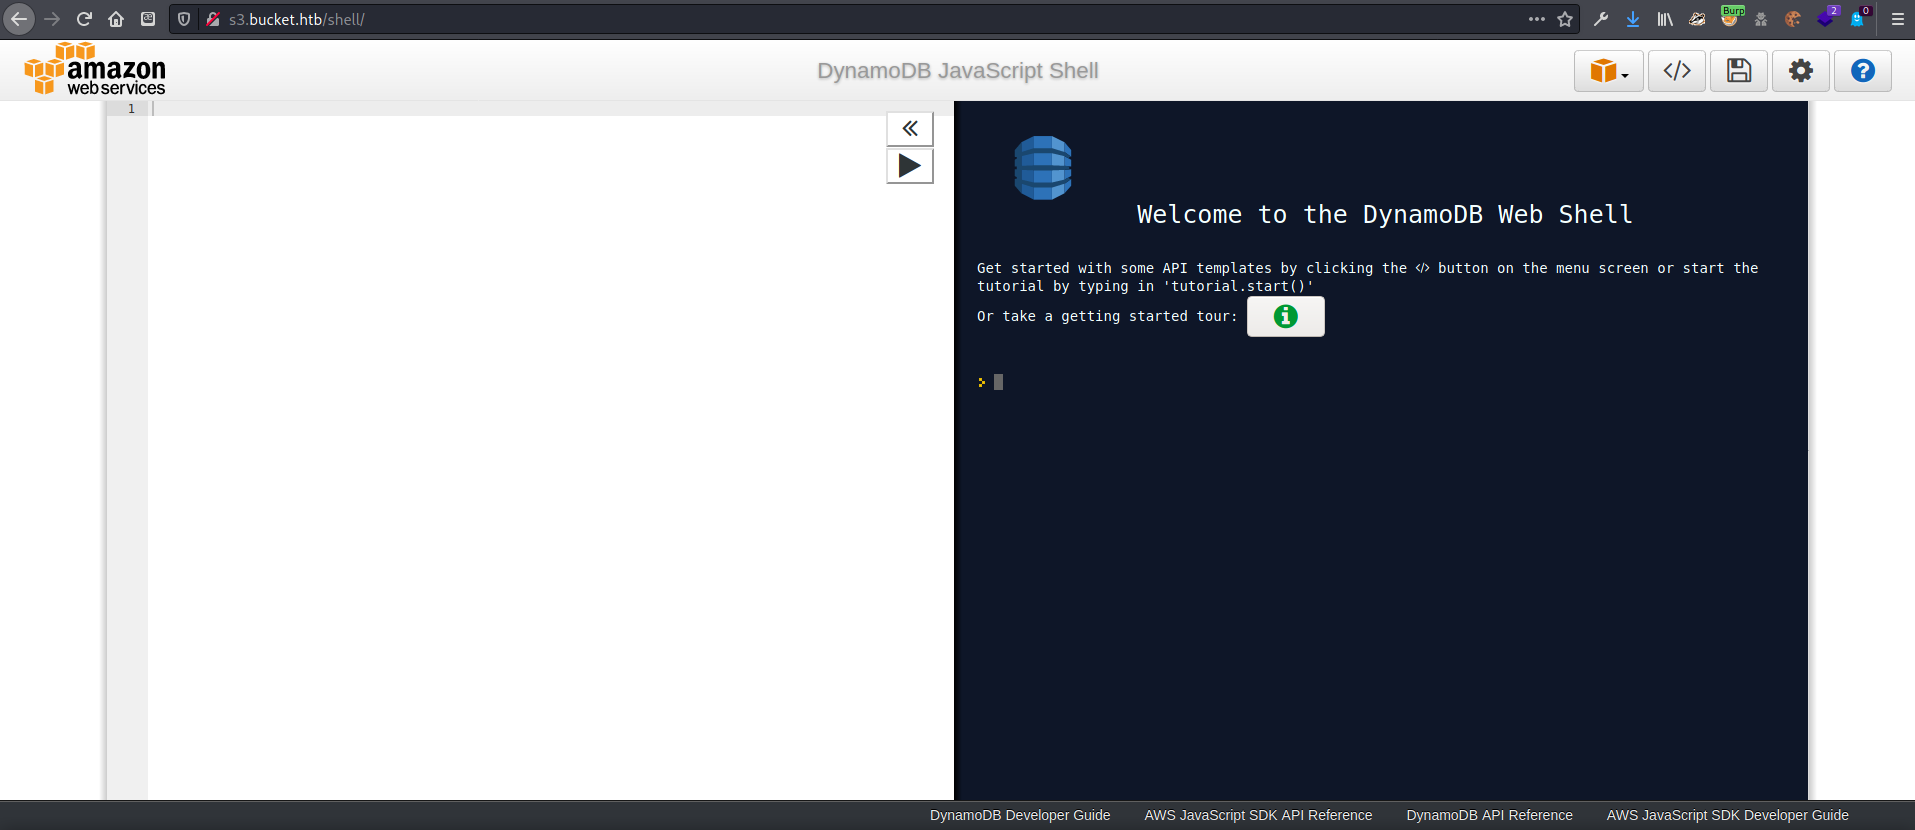 s3.bucket.htb/shell/
Burp
2
0
amazon
webservices
DynamoDB JavaScript Shell
</>
?
1
Welcome to the DynamoDB Web Shell
Get started with some API templates by clicking the </> button on the menu screen or start the
tutorial by typing in 'tutorial.start()'
Or take a getting started tour:
>
DynamoDB Developer Guide
AWS JavaScript SDK API Reference
DynamoDB API Reference
AWS JavaScript SDK Developer Guide